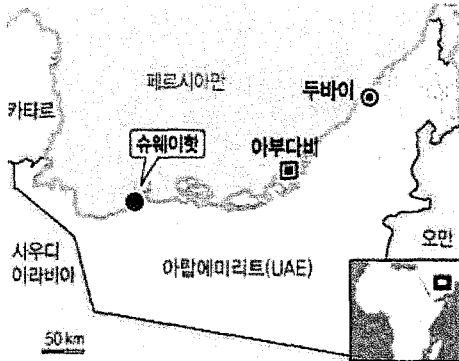 페르시아만
두바이
카타르
슈웨이핫
아부다비
오만
사우디
아라비아
아랍에미리트(UAE)
50 km